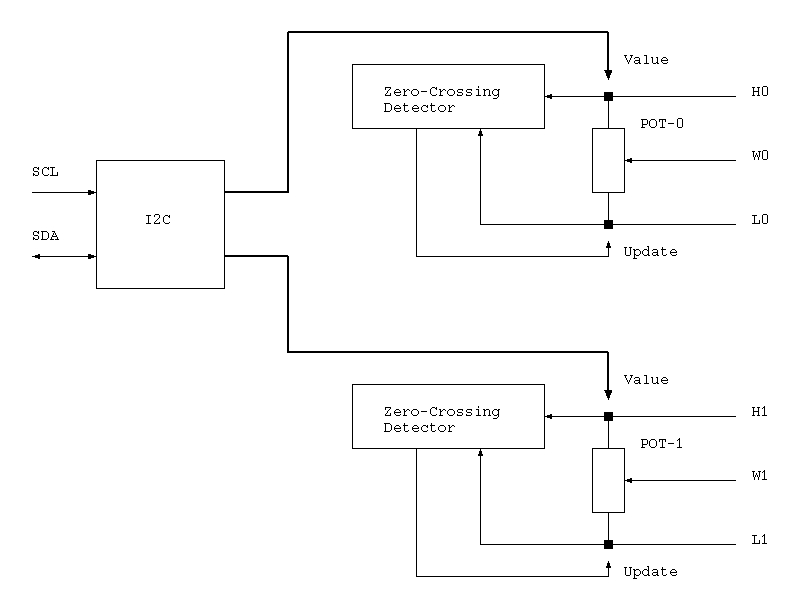 Value
Zero-Crossing
Detector
H0
POT-0
W0
SCL
I2C
L0
SDA
Update
Value
Zero-Crossing
Detector
H1
POT-1
W1
L1
Update